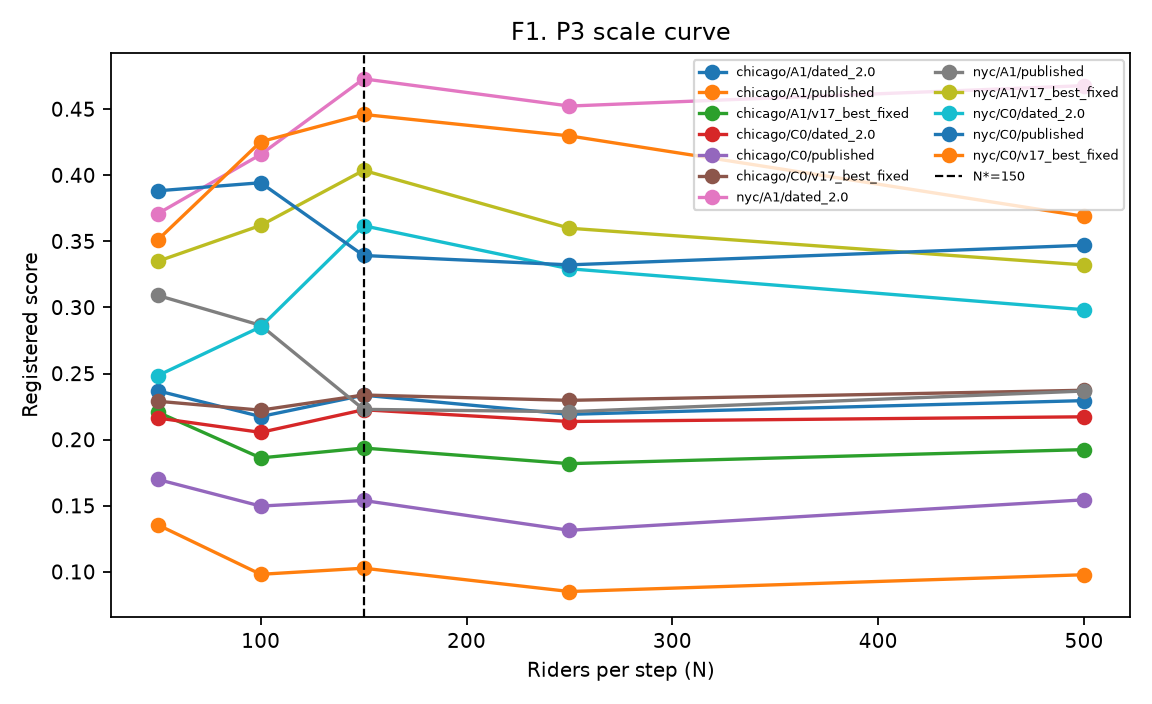 F1. P3 scale curve
chicago/A1/dated_2.0
chicago/A1/published
chicago/A1/v17_best_fixed
chicago/C0/dated_2.0
chicago/C0/published
chicago/C0/v17_best_fixed
nyc/A1/dated_2.0
nyc/A1/published
nyc/A1/v17_best_fixed
nyc/C0/dated_2.0
nyc/C0/published
nyc/C0/v17_best_fixed
N*=150
Registered score
0.45
0.40
0.35
0.30
0.25
0.20
0.15
0.10
100 200 300 400 500
Riders per step (N)